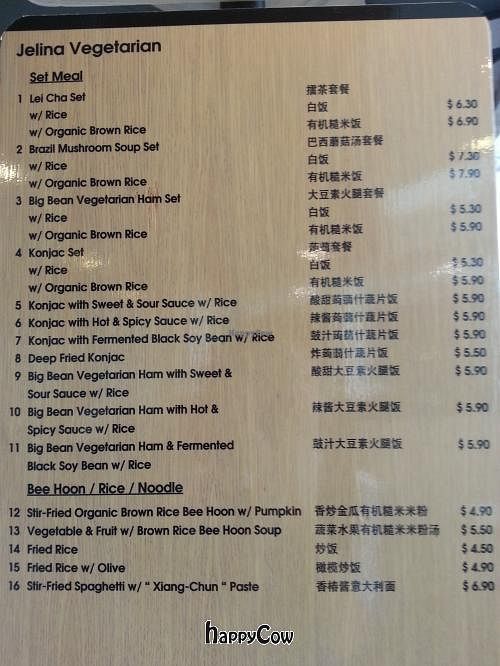 Jelina Vegetarian
Set Meal
1 Lei Cha Set 擂茶套餐
w/ Rice 白饭 $ 6.30
w/ Organic Brown Rice 有机糙米饭 $ 6.90
2 Brazil Mushroom Soup Set 巴西蘑菇汤套餐
w/ Rice 白饭 $ 7.30
w/ Organic Brown Rice 有机糙米饭 $ 7.90
3 Big Bean Vegetarian Ham Set 大豆素火腿套餐
w/ Rice 白饭 $ 5.30
w/ Organic Brown Rice 有机糙米饭 $ 5.90
4 Konjac Set 蒟蒻套餐
w/ Rice 白饭 $ 5.30
w/ Organic Brown Rice 有机糙米饭 $ 5.90
5 Konjac with Sweet & Sour Sauce w/ Rice 酸甜蒟蒻什蔬片饭 $ 5.90
6 Konjac with Hot & Spicy Sauce w/ Rice 辣酱蒟蒻什蔬片饭 $ 5.90
7 Konjac with Fermented Black Soy Bean w/ Rice 鼓汁蒟蒻什蔬片饭 $ 5.90
8 Deep Fried Konjac 炸蒟蒻什蔬片饭 $ 5.50
9 Big Bean Vegetarian Ham with Sweet & 酸甜大豆素火腿饭 $ 5.90
Sour Sauce w/ Rice
10 Big Bean Vegetarian Ham with Hot & 辣酱大豆素火腿饭 $ 5.90
Spicy Sauce w/ Rice
11 Big Bean Vegetarian Ham & Fermented 鼓汁大豆素火腿饭 $ 5.90
Black Soy Bean w/ Rice
Bee Hoon / Rice / Noodle
12 Stir-Fried Organic Brown Rice Bee Hoon w/ Pumpkin 香炒金瓜有机糙米米粉 $ 4.90
13 Vegetable & Fruit w/ Brown Rice Bee Hoon Soup 蔬菜水果有机糙米米粉汤 $ 5.50
14 Fried Rice 炒饭 $ 4.50
15 Fried Rice w/ Olive 橄榄炒饭 $ 4.90
16 Stir-Fried Spaghetti w/ “ Xiang-Chun “ Paste 香椿酱意大利面 $ 6.90
HappyCow